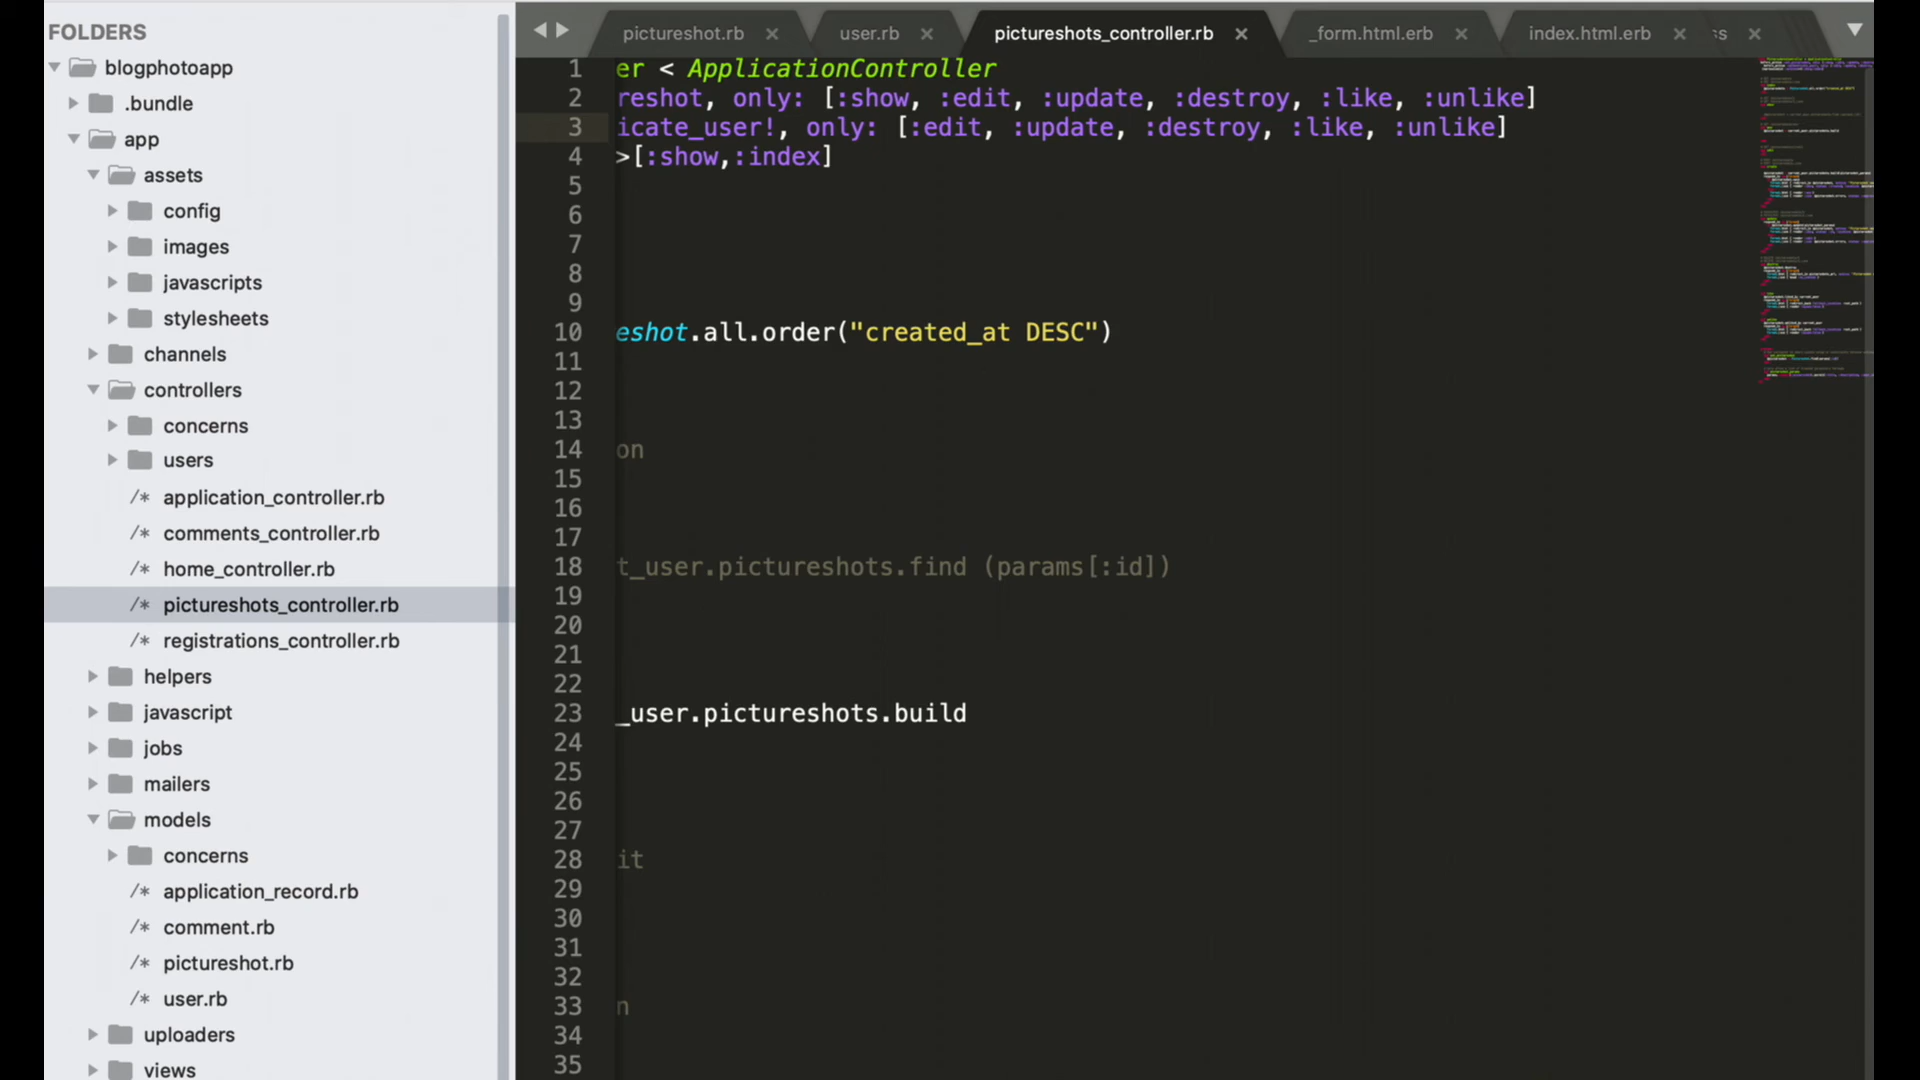 FOLDERS
blogphotoapp
.bundle
app
assets
config
images
javascripts
stylesheets
channels
controllers
concerns
users
/* application_controller.rb
/* comments_controller.rb
/* home_controller.rb
/* pictureshots_controller.rb
/* registrations_controller.rb
helpers
javascript
jobs
mailers
models
concerns
/* application_record.rb
/* comment.rb
/* pictureshot.rb
/* user.rb
uploaders
views
pictureshot.rb × user.rb × pictureshots_controller.rb × _form.html.erb × index.html.erb × ss ×
1 er < ApplicationController
2 reshot, only: [:show, :edit, :update, :destroy, :like, :unlike]
3 icate_user!, only: [:edit, :update, :destroy, :like, :unlike]
4 >[:show,:index]
5
6
7
8
9
10 eshot.all.order("created_at DESC")
11
12
13
14 on
15
16
17
18 t_user.pictureshots.find (params[:id])
19
20
21
22
23 _user.pictureshots.build
24
25
26
27
28 it
29
30
31
32
33 n
34
35